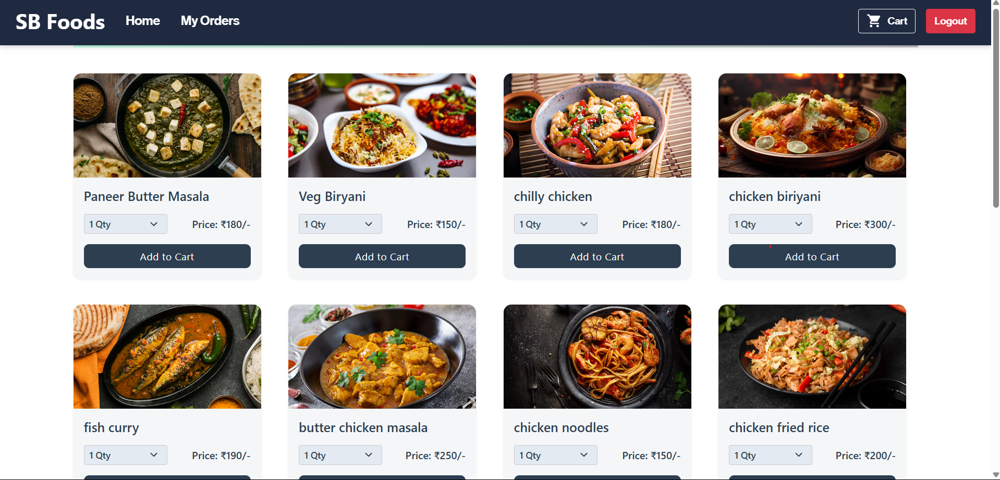 SB Foods Home My Orders Cart Logout
Paneer Butter Masala
1 Qty Price: ₹180/-
Add to Cart
Veg Biryani
1 Qty Price: ₹150/-
Add to Cart
chilly chicken
1 Qty Price: ₹180/-
Add to Cart
chicken biriyani
1 Qty Price: ₹300/-
Add to Cart
fish curry
1 Qty Price: ₹190/-
butter chicken masala
1 Qty Price: ₹250/-
chicken noodles
1 Qty Price: ₹150/-
chicken fried rice
1 Qty Price: ₹200/-